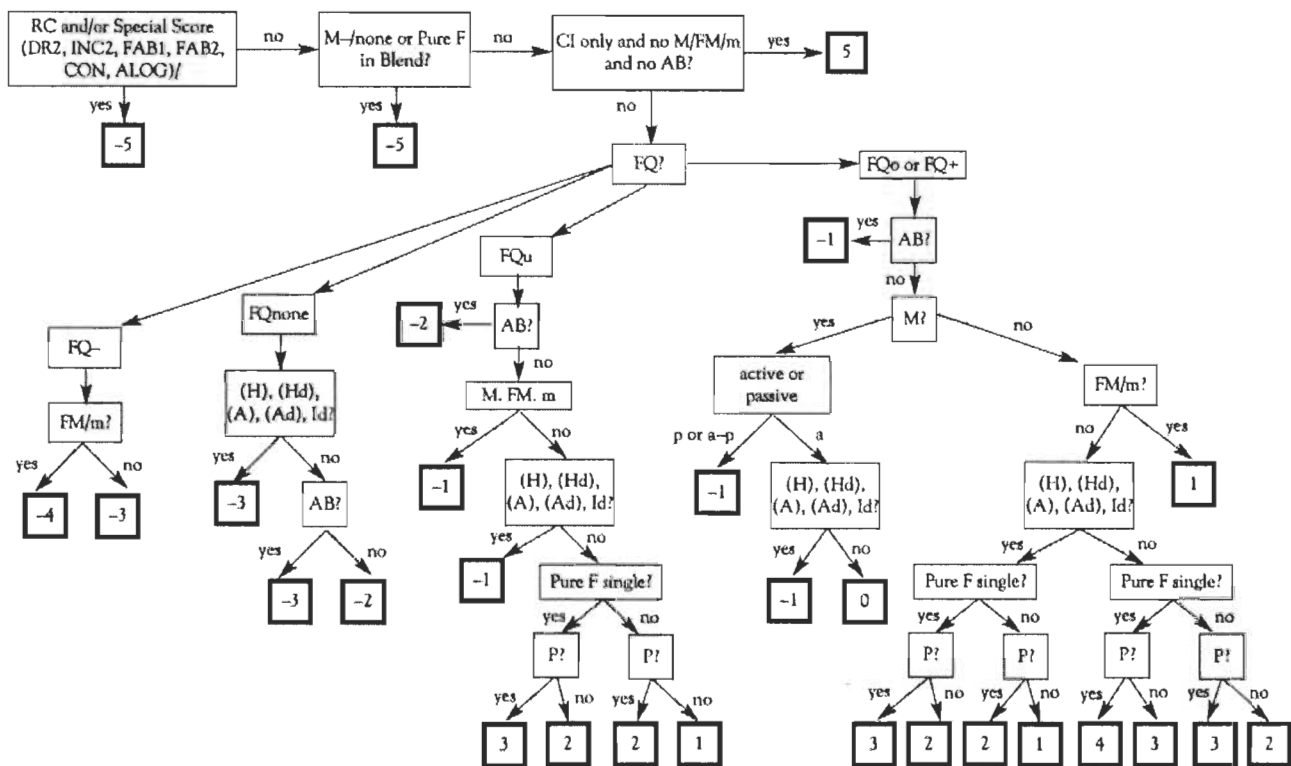 RC and/or Special Score
(DR2, INC2, FAB1, FAB2,
CON, ALOG)/
no
M–/none or Pure F
in Blend?
no
CI only and no M/FM/m
and no AB?
yes
5
yes
–5
yes
–5
no
FQ?
FQo or FQ+
–1
yes
AB?
no
FQu
–2
yes
AB?
no
FQnone
FQ–
M?
yes
no
active or
passive
FM/m?
(H), (Hd),
(A), (Ad), Id?
M. FM. m
FM/m?
yes
no
–4
–3
yes
no
–3
AB?
yes
no
–3
–2
yes
no
–1
(H), (Hd),
(A), (Ad), Id?
yes
no
–1
Pure F single?
yes
no
P?
P?
yes
no
yes
no
3
2
2
1
p or a–p
a
–1
(H), (Hd),
(A), (Ad), Id?
yes
no
–1
0
no
yes
(H), (Hd),
(A), (Ad), Id?
1
yes
no
Pure F single?
Pure F single?
yes
no
yes
no
P?
P?
P?
P?
yes
no
yes
no
yes
no
yes
no
3
2
2
1
4
3
3
2